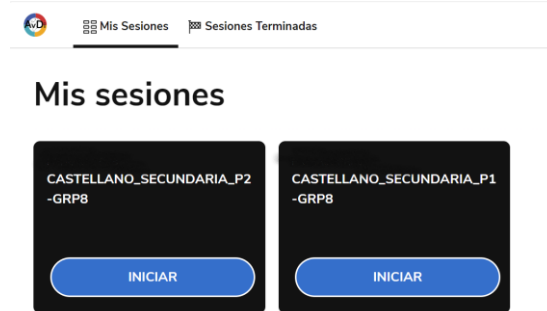 AvD
Mis Sesiones
Sesiones Terminadas
Mis sesiones
CASTELLANO_SECUNDARIA_P2
-GRP8
INICIAR
CASTELLANO_SECUNDARIA_P1
-GRP8
INICIAR